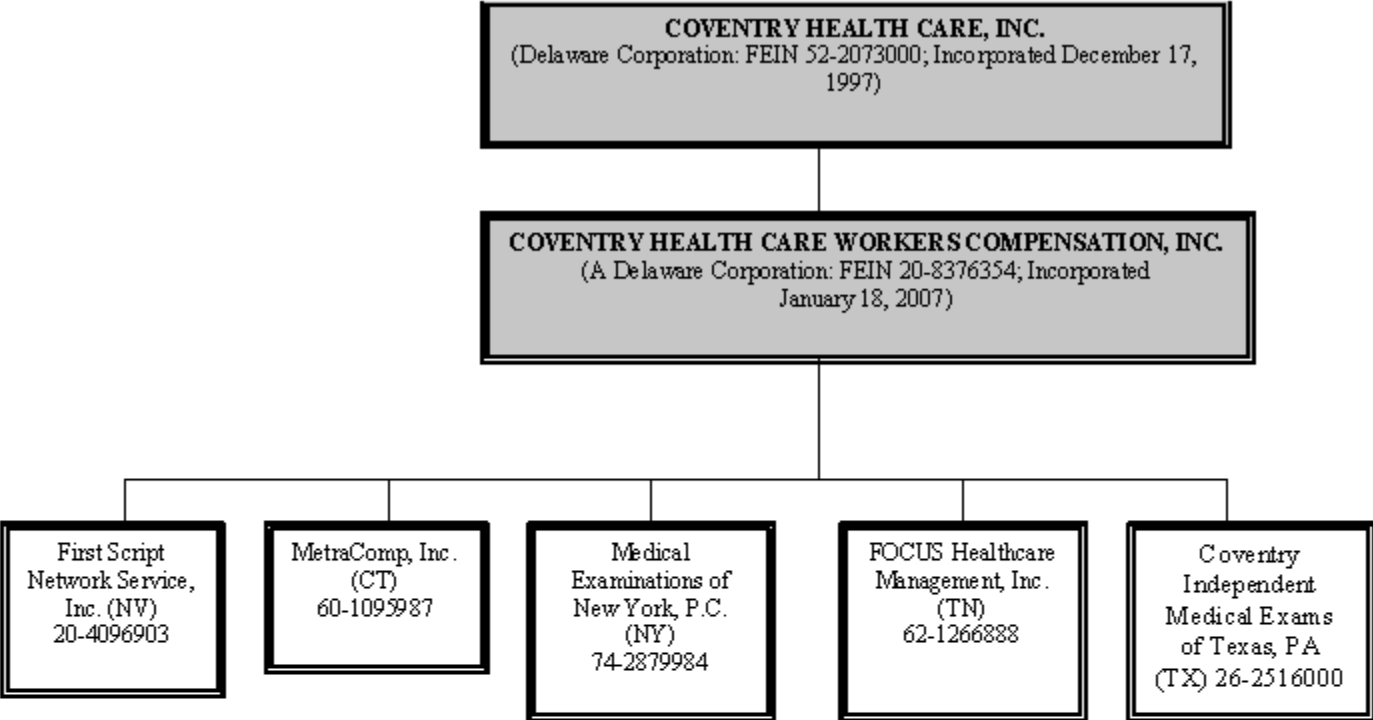 COVENTRY HEALTH CARE, INC.
(Delaware Corporation: FEIN 52-2073000; Incorporated December 17,
1997)
COVENTRY HEALTH CARE WORKERS COMPENSATION, INC.
(A Delaware Corporation: FEIN 20-8376354; Incorporated
January 18, 2007)
First Script
Network Service,
Inc. (NV)
20-4096903
MetraComp, Inc.
(CT)
60-1095987
Medical
Examinations of
New York, P.C.
(NY)
74-2879984
FOCUS Healthcare
Management, Inc.
(TN)
62-1266888
Coventry
Independent
Medical Exams
of Texas, PA
(TX) 26-2516000